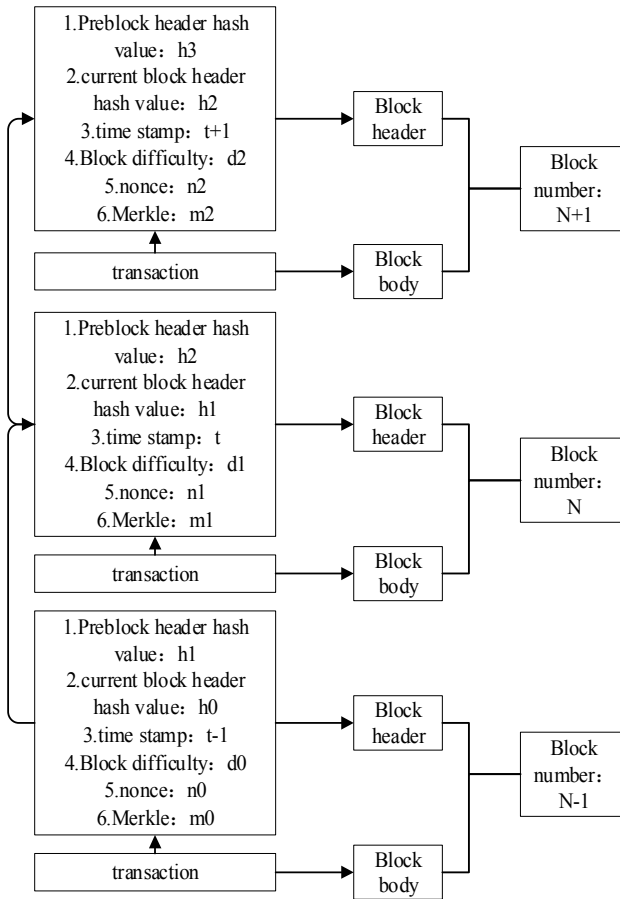 1.Preblock header hash
value：h3
2.current block header
hash value：h2
3.time stamp：t+1
4.Block difficulty：d2
5.nonce：n2
6.Merkle：m2
transaction
Block
header
Block
body
Block
number：
N+1
1.Preblock header hash
value：h2
2.current block header
hash value：h1
3.time stamp：t
4.Block difficulty：d1
5.nonce：n1
6.Merkle：m1
transaction
Block
header
Block
body
Block
number：
N
1.Preblock header hash
value：h1
2.current block header
hash value：h0
3.time stamp：t-1
4.Block difficulty：d0
5.nonce：n0
6.Merkle：m0
transaction
Block
header
Block
body
Block
number：
N-1